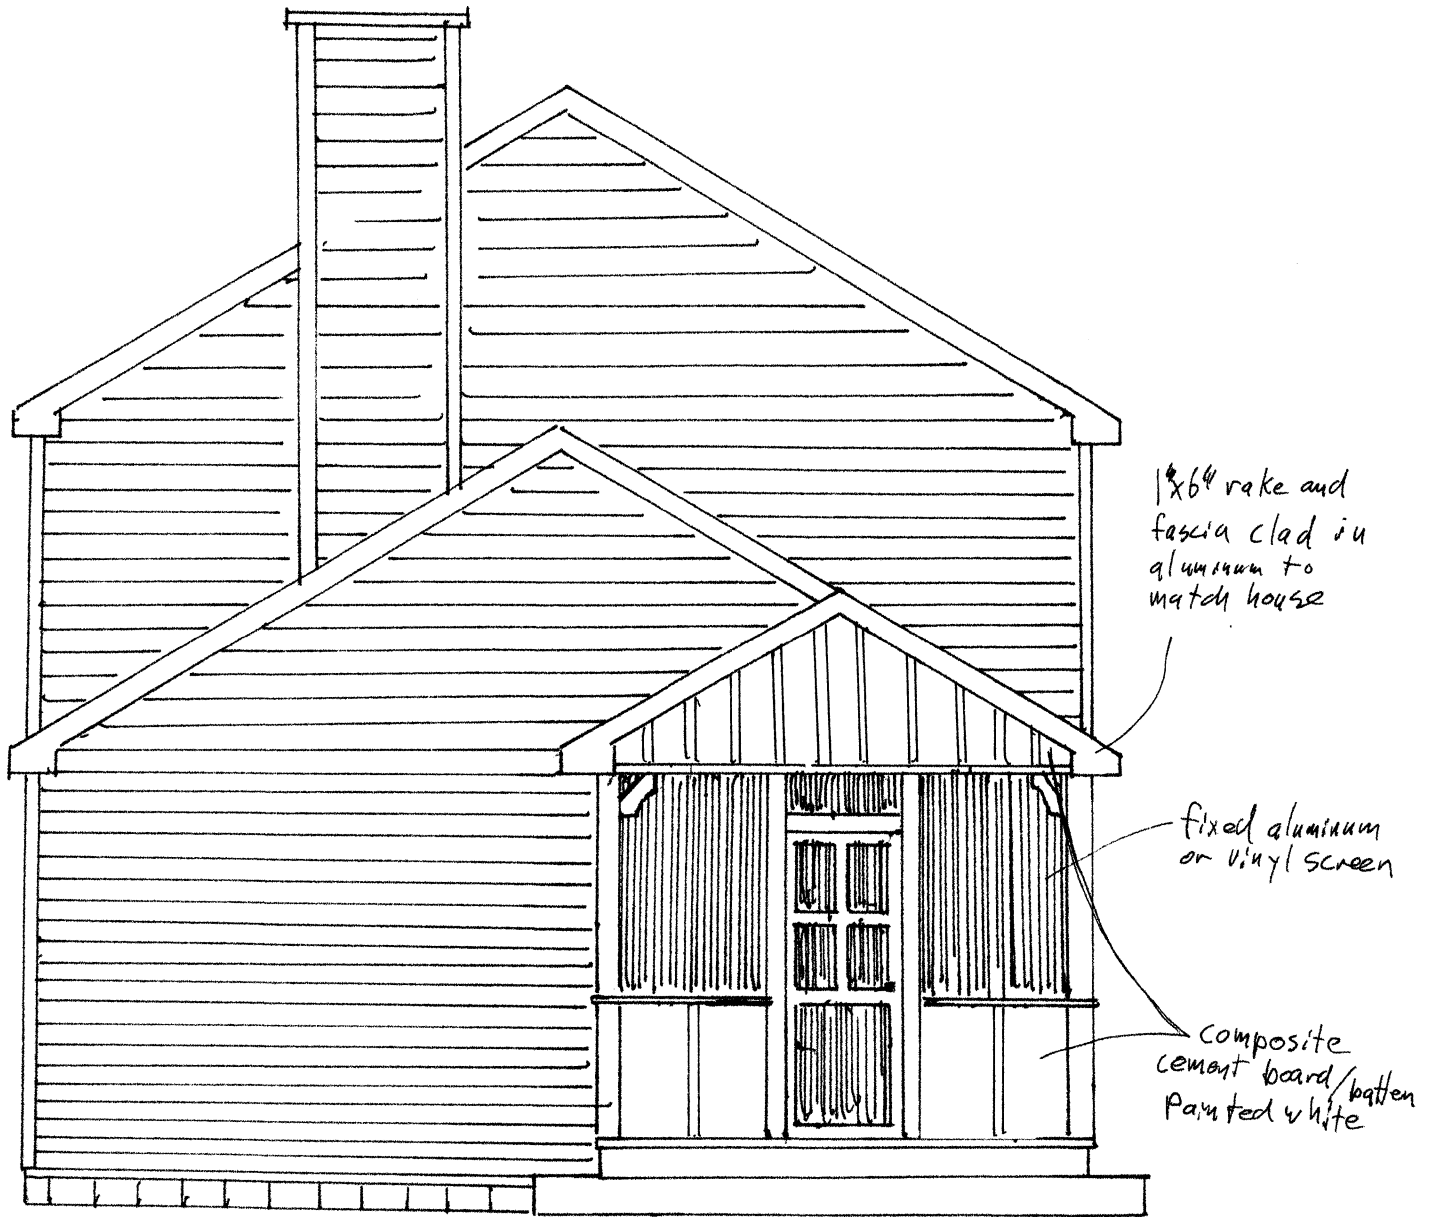 1"x6" rake and
fascia clad in
aluminum to
match house
fixed aluminum
or vinyl screen
composite
cement board/batten
Painted white